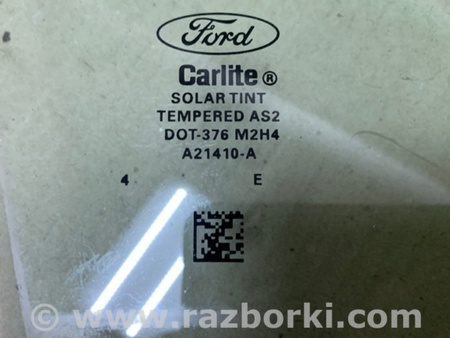 Ford
Carlite®
SOLAR TINT
TEMPERED AS2
DOT-376 M2H4
A21410-A
4 E
© www.razborki.com